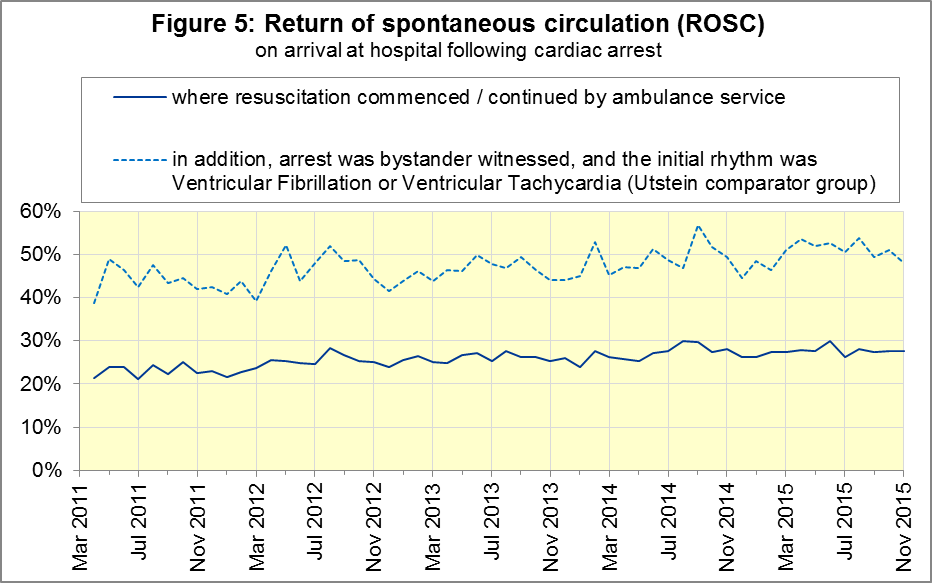 Figure 5: Return of spontaneous circulation (ROSC)
on arrival at hospital following cardiac arrest
where resuscitation commenced / continued by ambulance service
in addition, arrest was bystander witnessed, and the initial rhythm was
Ventricular Fibrillation or Ventricular Tachycardia (Utstein comparator group)
60%
50%
40%
30%
20%
10%
0%
Mar 2011
Jul 2011
Nov 2011
Mar 2012
Jul 2012
Nov 2012
Mar 2013
Jul 2013
Nov 2013
Mar 2014
Jul 2014
Nov 2014
Mar 2015
Jul 2015
Nov 2015